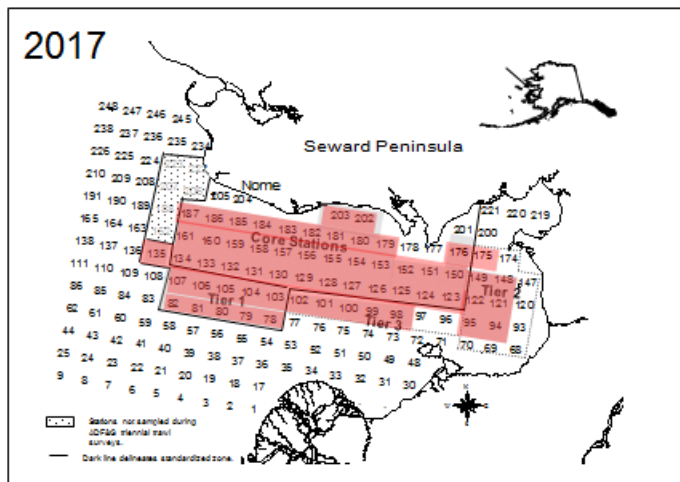 2017
Seward Peninsula
248 247 246 245
238 237 236 235 234
226 225 224
210 209 208
Nome
205 204
191 190 189
187 186 185 184 183 182 181 180 179 178 177
203 202
201 200
221 220 219
165 164 163
161 160 159 158 157 156 155 154 153 152 151 150 149 148 147
Core Stations
176 175 174
138 137 136 135 134 133 132 131 130 129 128 127 126 125 124 123 122 121 120
Tier 2
111 110 109 108 107 106 105 104 103 102 101 100 99 98 97 96 95 94 93
Tier 1
Tier 3
86 85 84 83 82 81 80 79 78 77 76 75 74 73 72 71 70 69 68
62 61 60 59 58 57 56 55 54 53 52 51 50 49 48
44 43 42 41 40 39 38 37 36 35 34 33 32 31 30
25 24 23 22 21 20 19 18 17
9 8 7 6 5 4 3 2 1
Stations not sampled during
ADF&G triennial trawl
surveys.
Dark line delineates standardized zone.